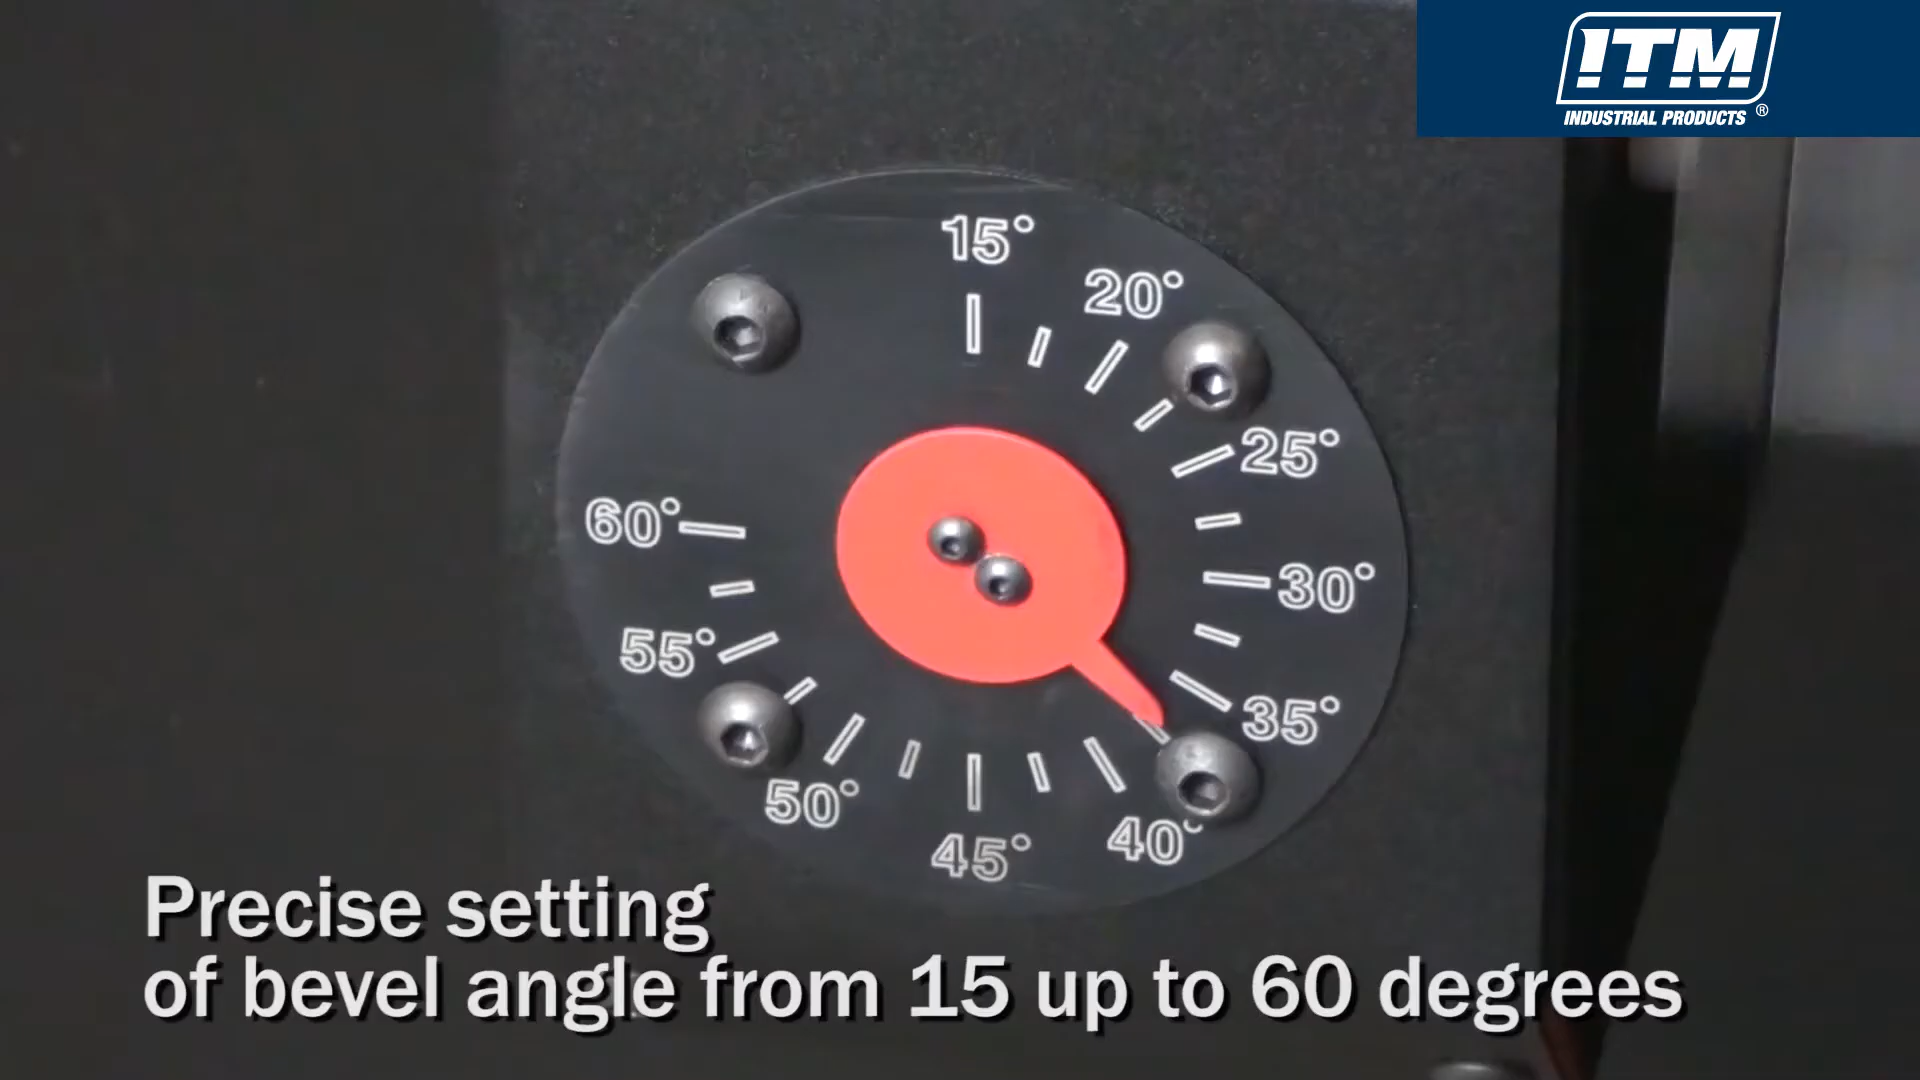 ITM
INDUSTRIAL PRODUCTS ®
15°
20°
25°
30°
35°
40°
45°
50°
55°
60°
Precise setting
of bevel angle from 15 up to 60 degrees